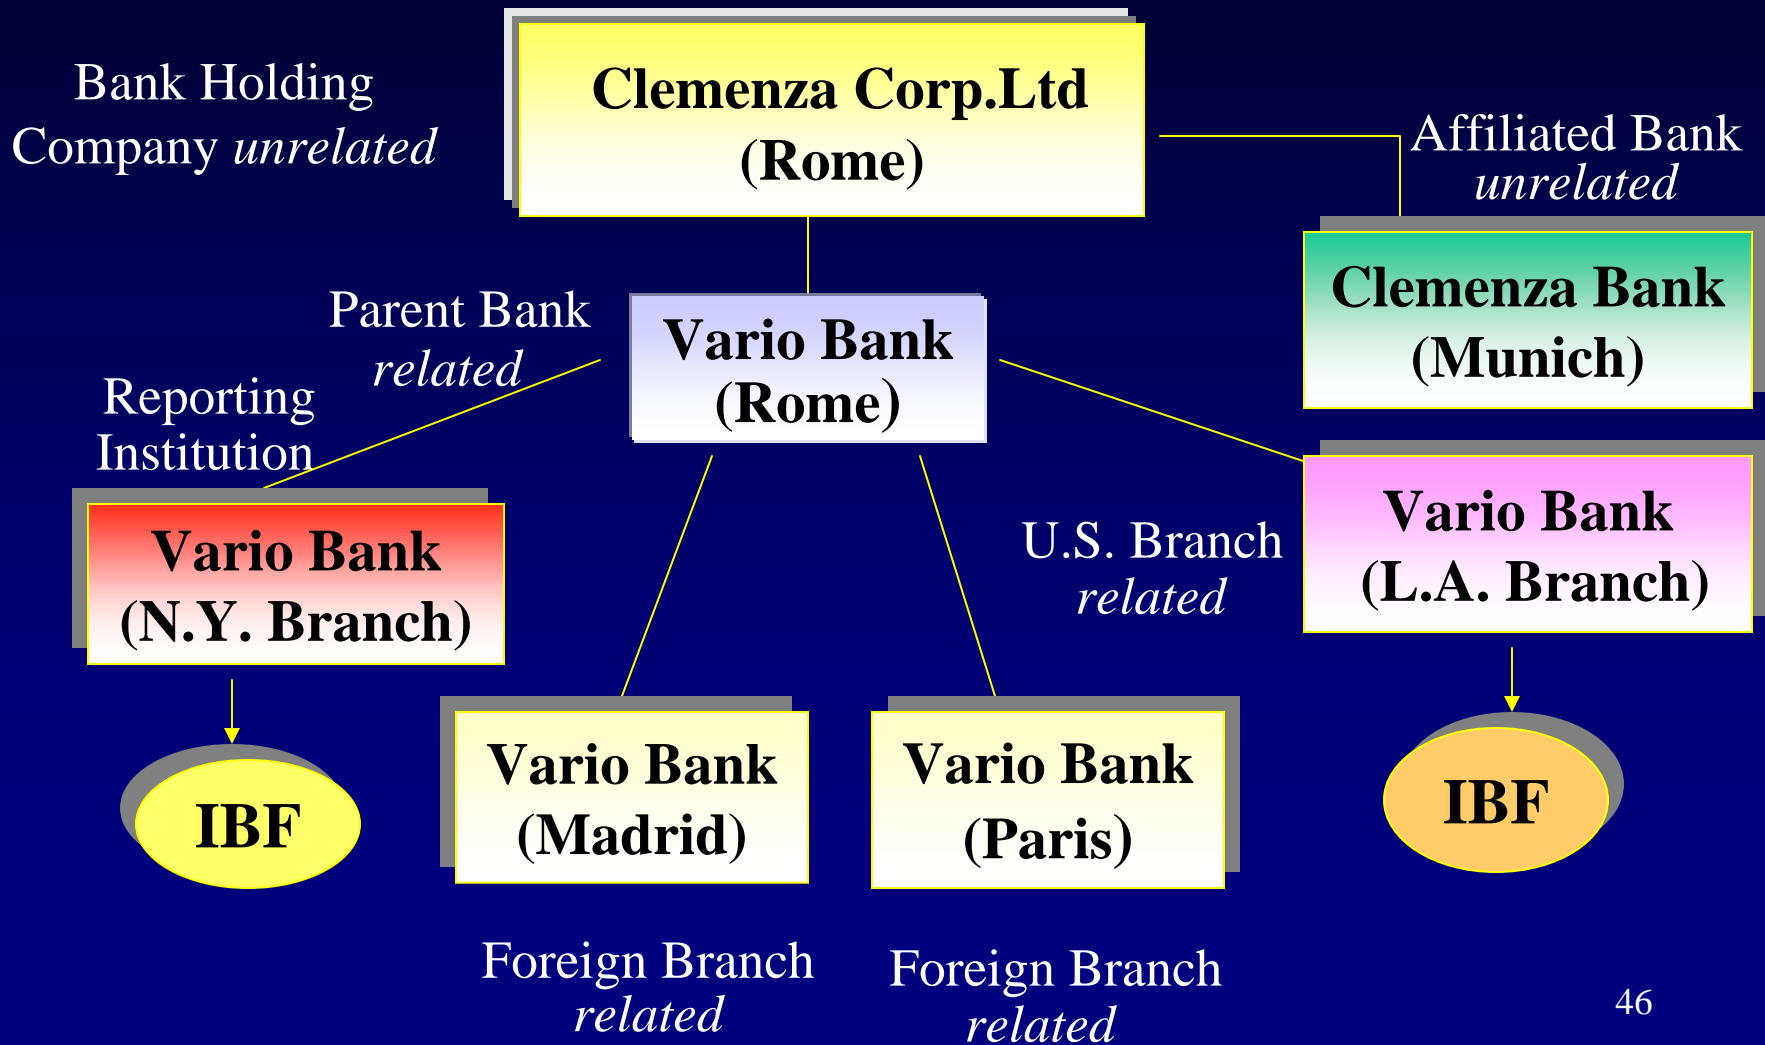 Bank Holding
Company unrelated
Clemenza Corp.Ltd
(Rome)
Affiliated Bank
unrelated
Clemenza Bank
(Munich)
Parent Bank
related
Vario Bank
(Rome)
Reporting
Institution
Vario Bank
(N.Y. Branch)
U.S. Branch
related
Vario Bank
(L.A. Branch)
IBF
Vario Bank
(Madrid)
Vario Bank
(Paris)
IBF
Foreign Branch
related
Foreign Branch
related
46